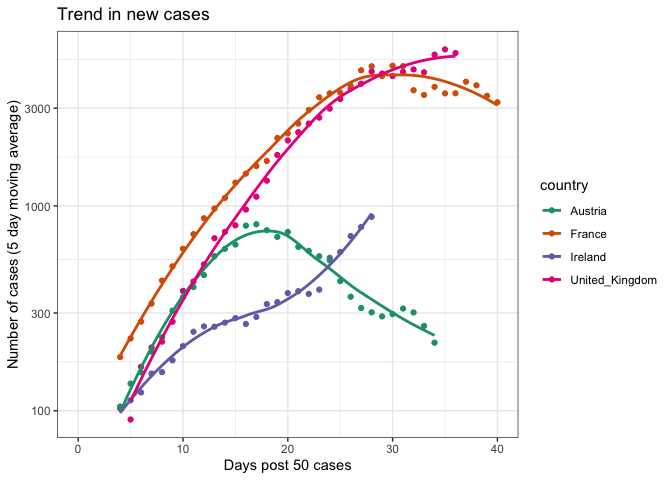 Trend in new cases
Number of cases (5 day moving average)
3000
1000
300
100
0 10 20 30 40
Days post 50 cases
country
Austria
France
Ireland
United_Kingdom